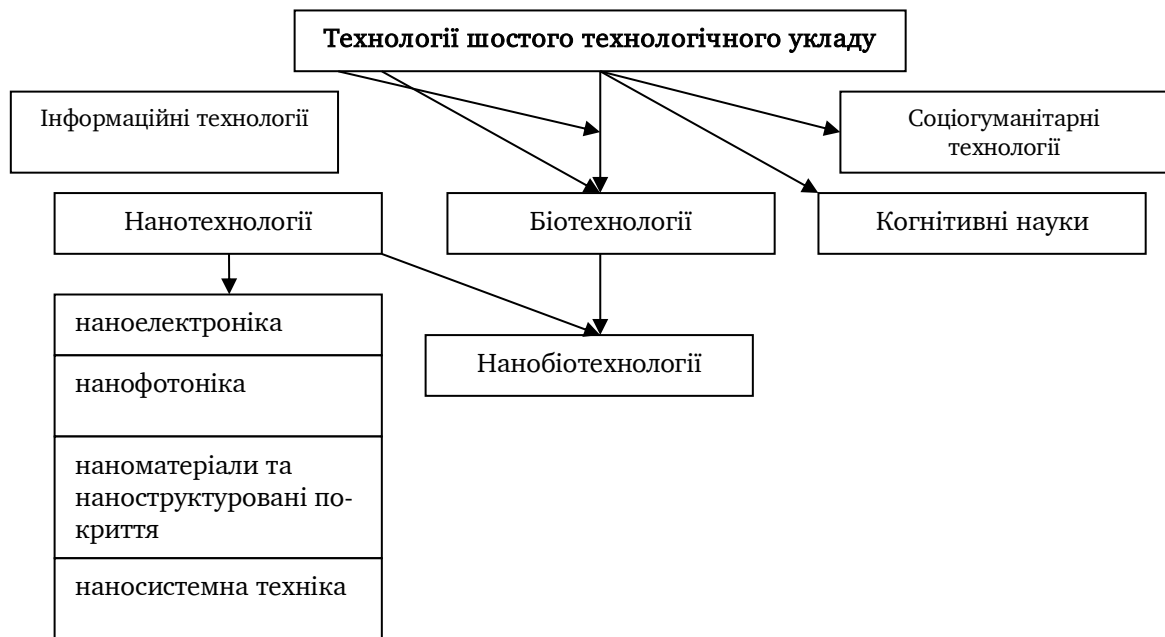 Технології шостого технологічного укладу
Інформаційні технології
Соціогуманітарні
технології
Нанотехнології
Біотехнології
Когнітивні науки
наноелектроніка
Нанобіотехнології
нанофотоніка
наноматеріали та
наноструктуровані по-
криття
наносистемна техніка